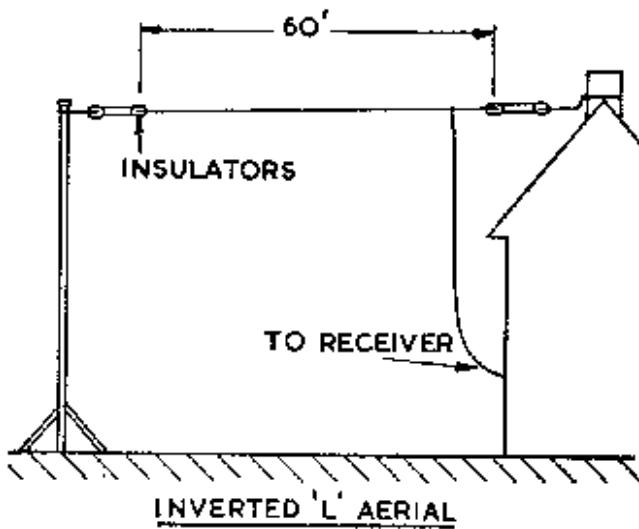 60'
INSULATORS
TO RECEIVER
INVERTED 'L' AERIAL